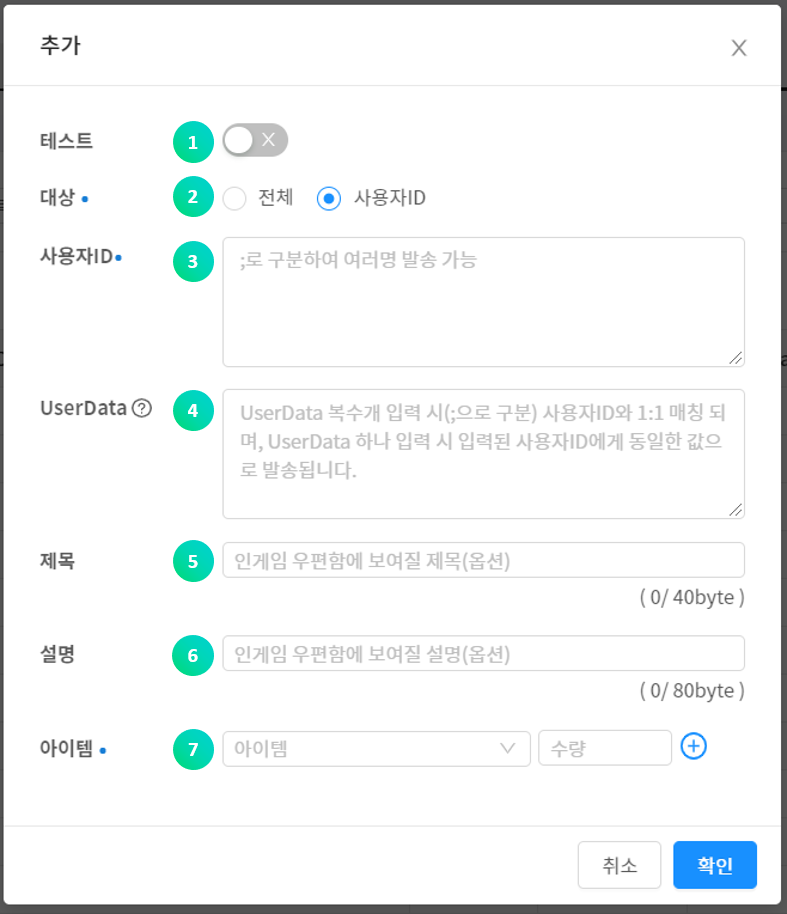 추가
테스트 1
대상 2 전체 사용자ID
사용자ID 3 ;로 구분하여 여러명 발송 가능
UserData ? 4 UserData 복수개 입력 시(;으로 구분) 사용자ID와 1:1 매칭 되
며, UserData 하나 입력 시 입력된 사용자ID에게 동일한 값으
로 발송됩니다.
제목 5 인게임 우편함에 보여질 제목(옵션)
( 0/ 40byte )
설명 6 인게임 우편함에 보여질 설명(옵션)
( 0/ 80byte )
아이템 7 아이템 수량
취소 확인